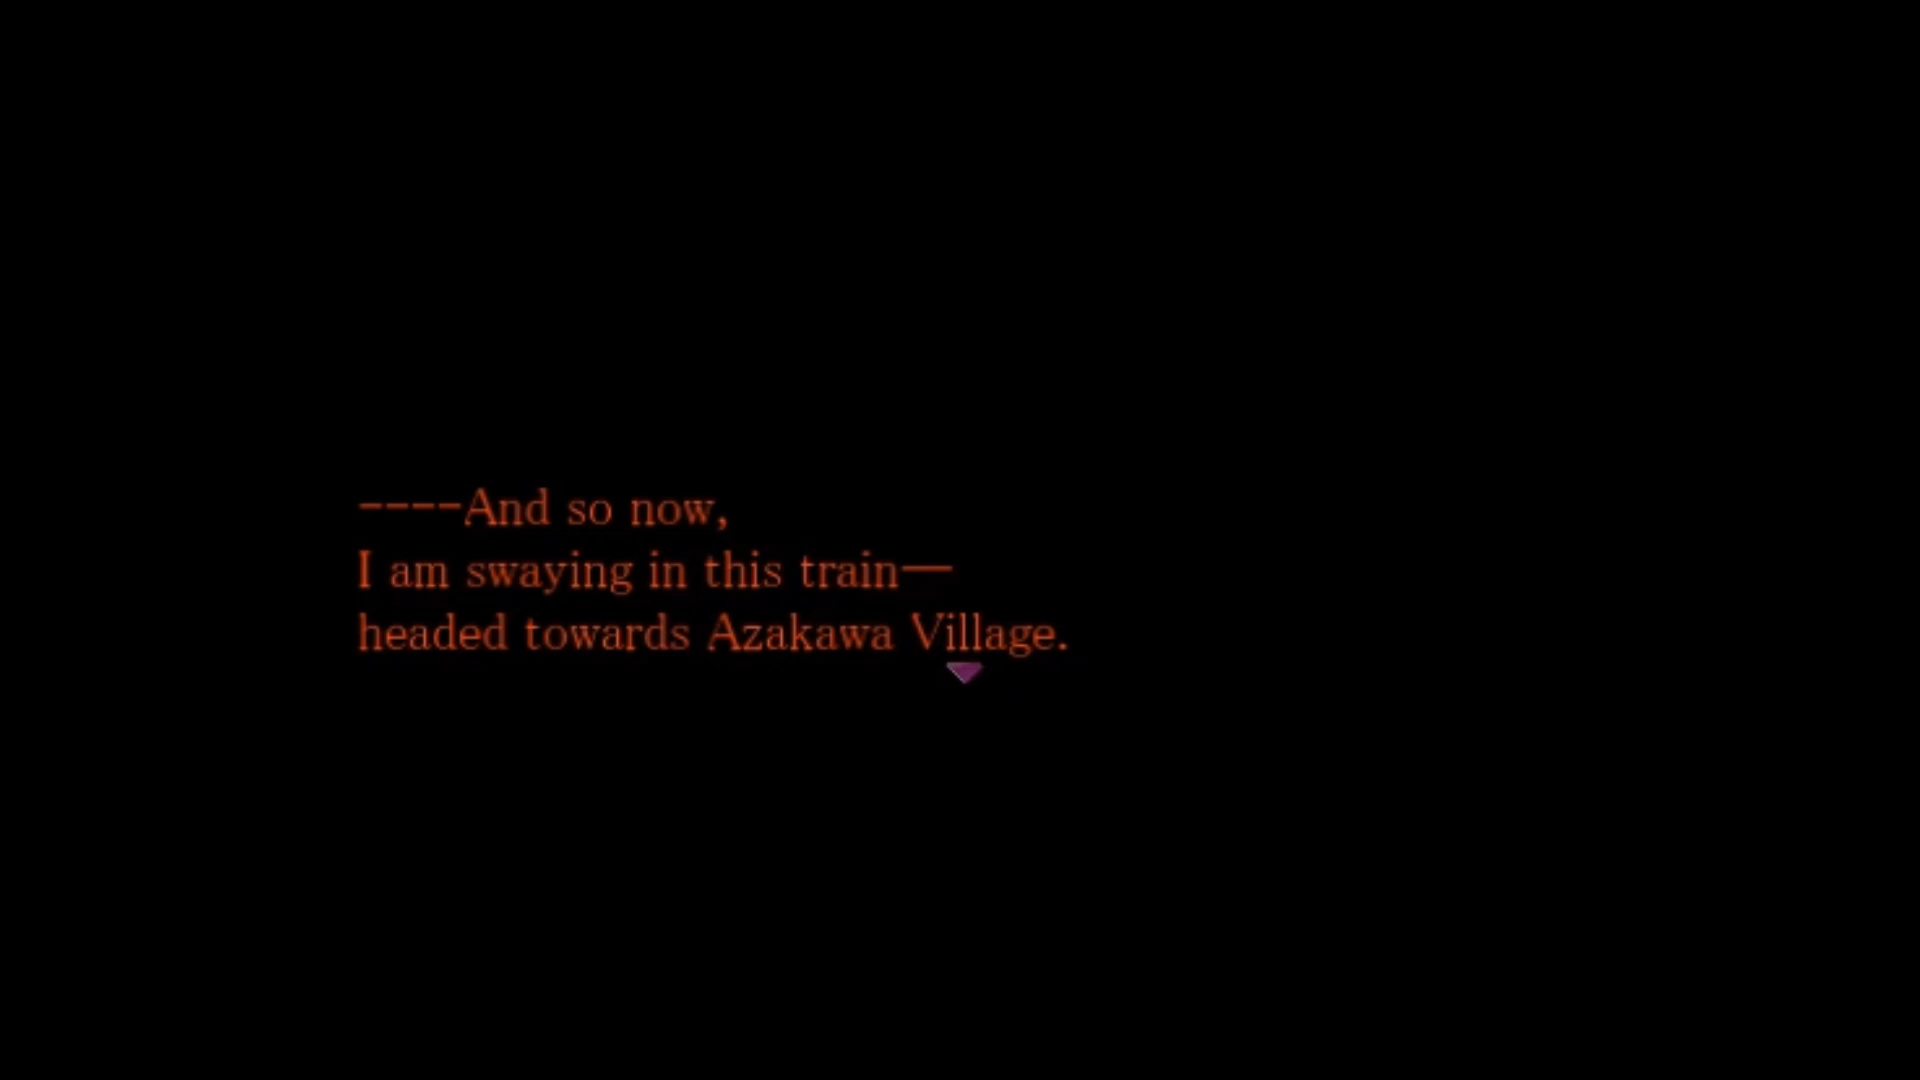 ----And so now,
I am swaying in this train—
headed towards Azakawa Village.